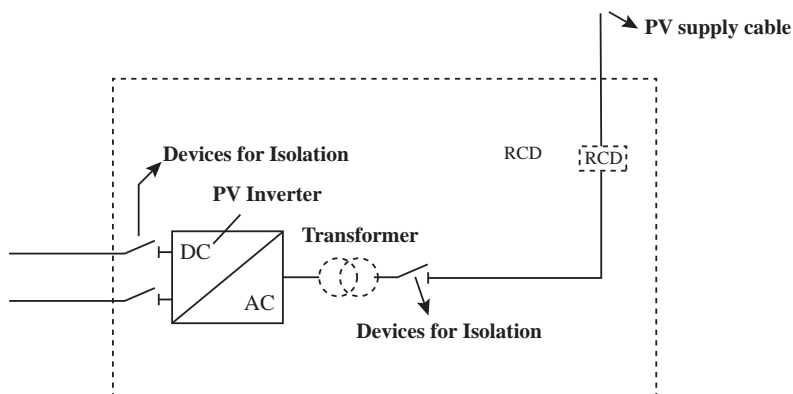 PV supply cable
Devices for Isolation
RCD
RCD
PV Inverter
Transformer
DC
AC
Devices for Isolation